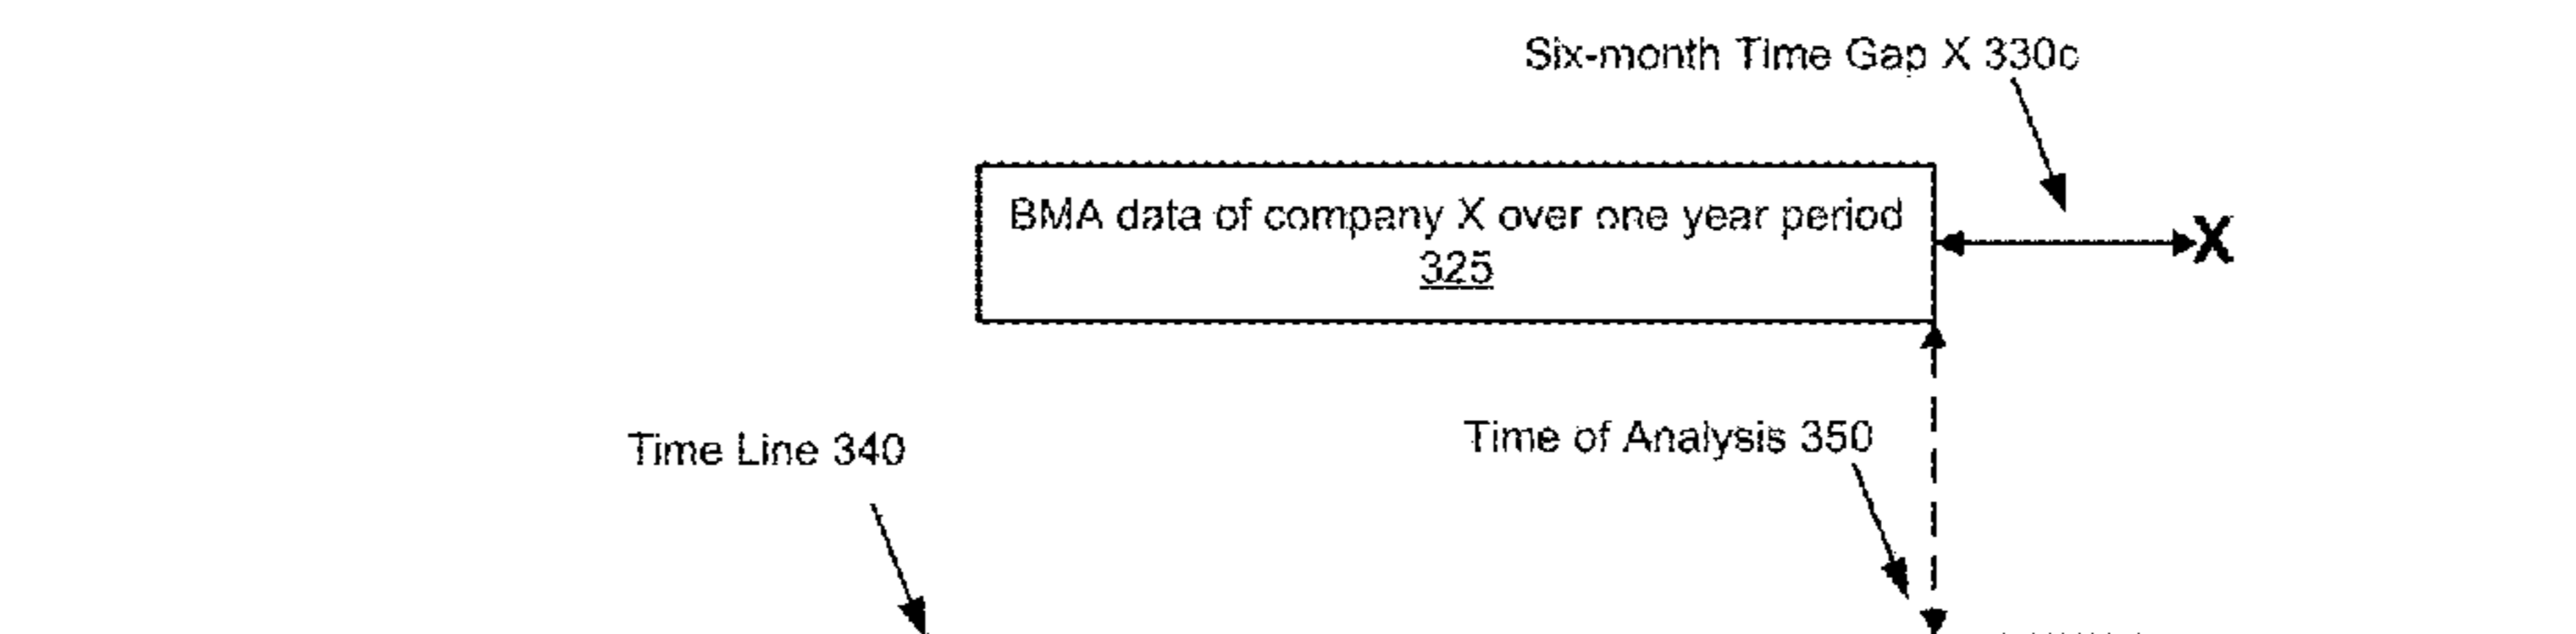 Six-month Time Gap X 330c
BMA data of company X over one year period
325
X
Time of Analysis 350
Time Line 340